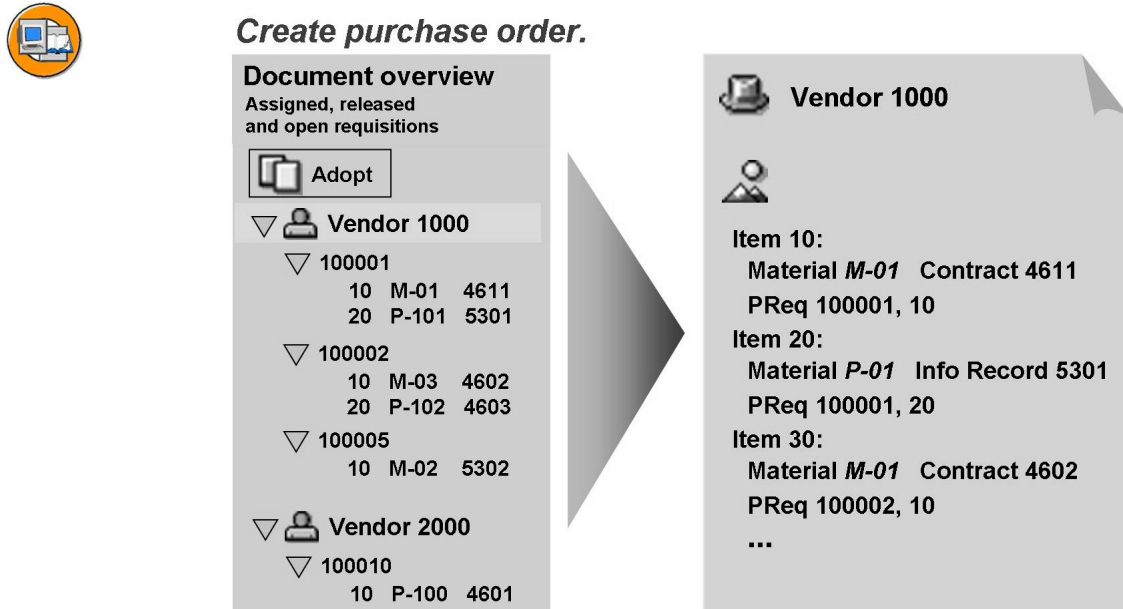 Create purchase order.
Document overview
Assigned, released
and open requisitions
Adopt
Vendor 1000
100001
10 M-01 4611
20 P-101 5301
100002
10 M-03 4602
20 P-102 4603
100005
10 M-02 5302
Vendor 2000
100010
10 P-100 4601
Vendor 1000
Item 10:
Material M-01 Contract 4611
PReq 100001, 10
Item 20:
Material P-01 Info Record 5301
PReq 100001, 20
Item 30:
Material M-01 Contract 4602
PReq 100002, 10
...